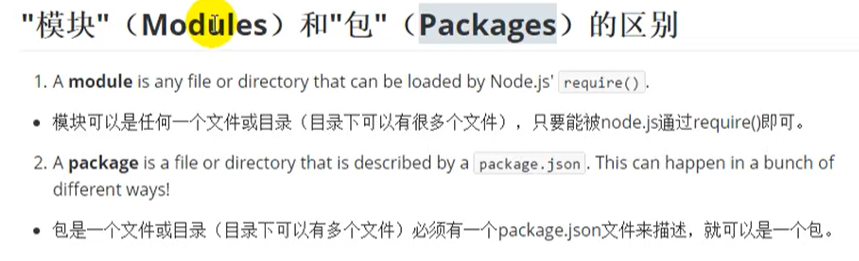 "模块"（Modules）和"包"（Packages）的区别
1. A module is any file or directory that can be loaded by Node.js' require().
• 模块可以是任何一个文件或目录（目录下可以有很多个文件），只要能被node.js通过require()即可。
2. A package is a file or directory that is described by a package.json. This can happen in a bunch of
different ways!
• 包是一个文件或目录（目录下可以有多个文件）必须有一个package.json文件来描述，就可以是一个包。